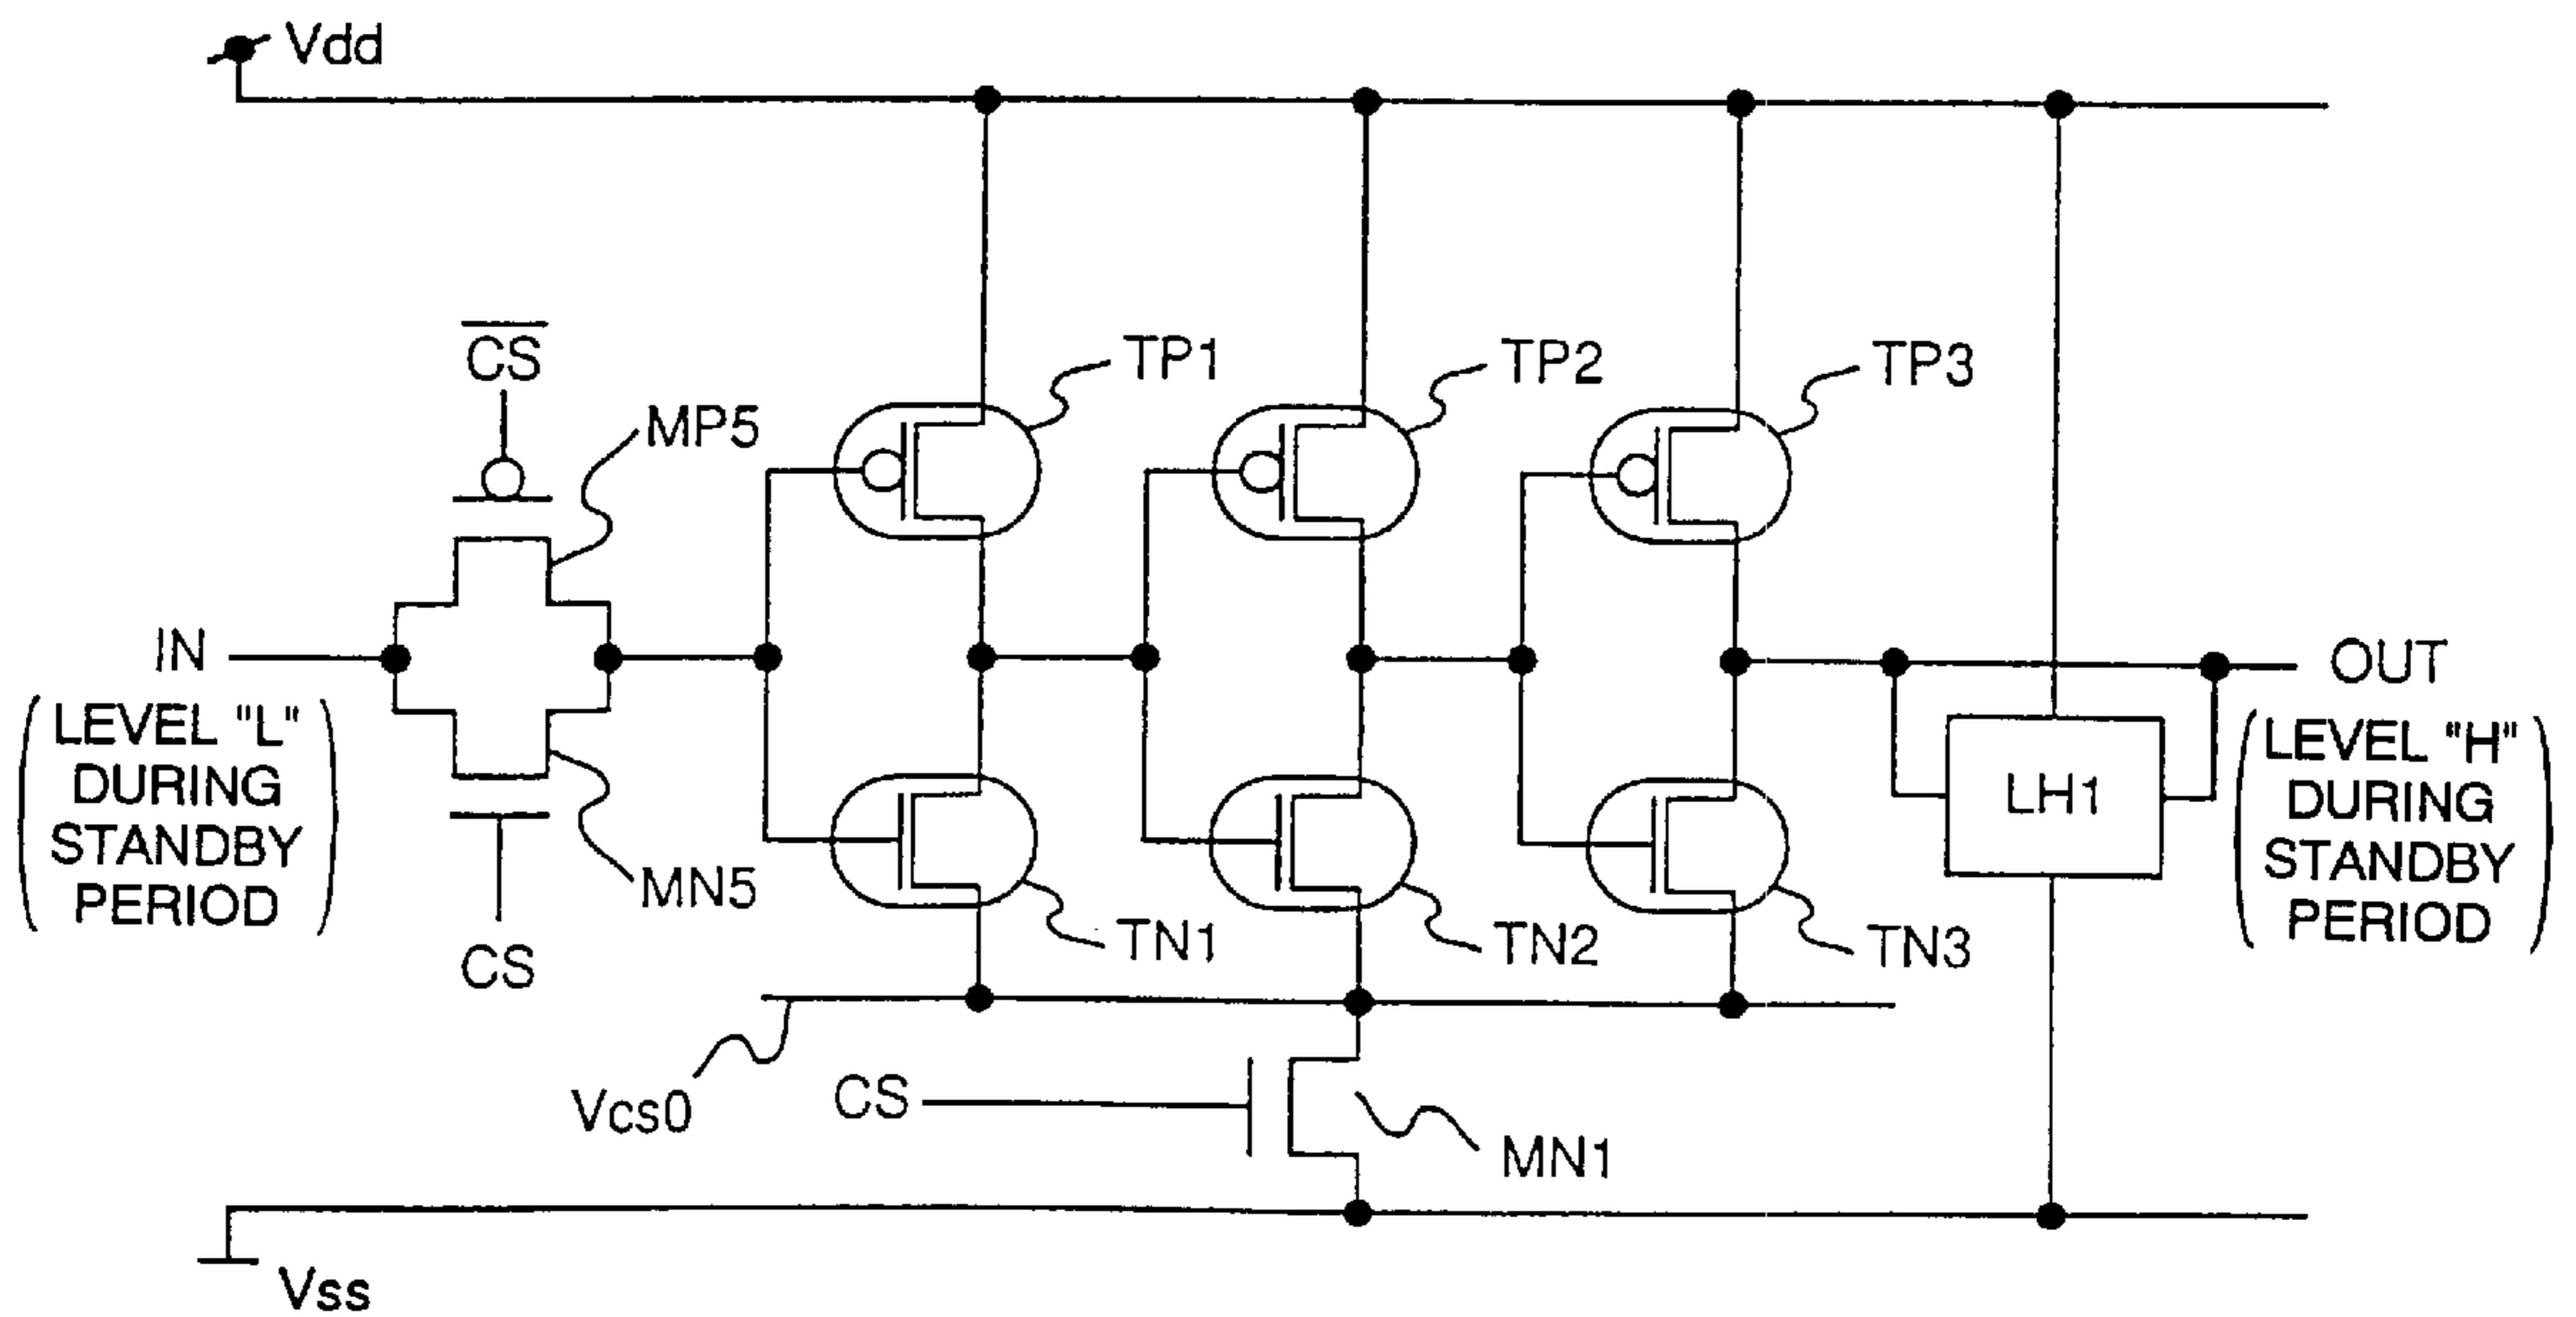 Vdd
C̅S̅
MP5
TP1
TP2
TP3
IN
(LEVEL "L"
DURING
STANDBY
PERIOD)
MN5
CS
TN1
TN2
TN3
LH1
OUT
(LEVEL "H"
DURING
STANDBY
PERIOD)
Vcs0
CS
MN1
Vss